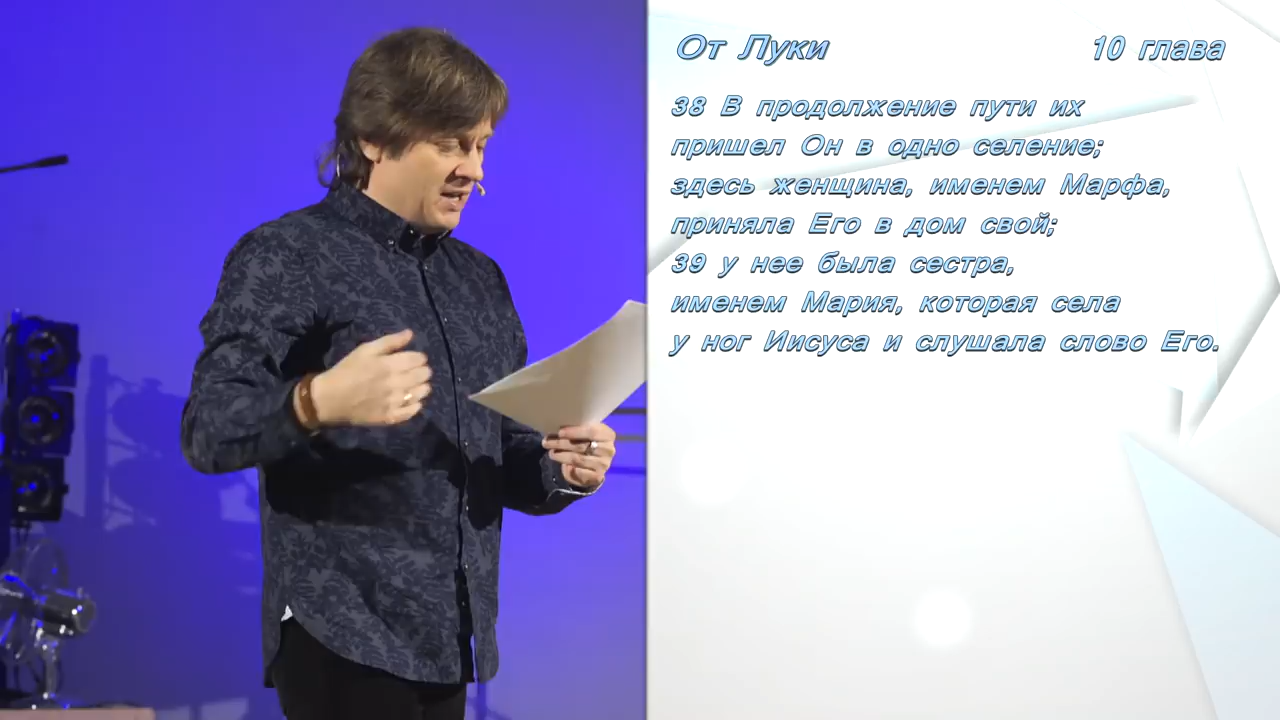 От Луки 10 глава
38 В продолжение пути их
пришел Он в одно селение;
здесь женщина, именем Марфа,
приняла Его в дом свой;
39 у нее была сестра,
именем Мария, которая села
у ног Иисуса и слушала слово Его.